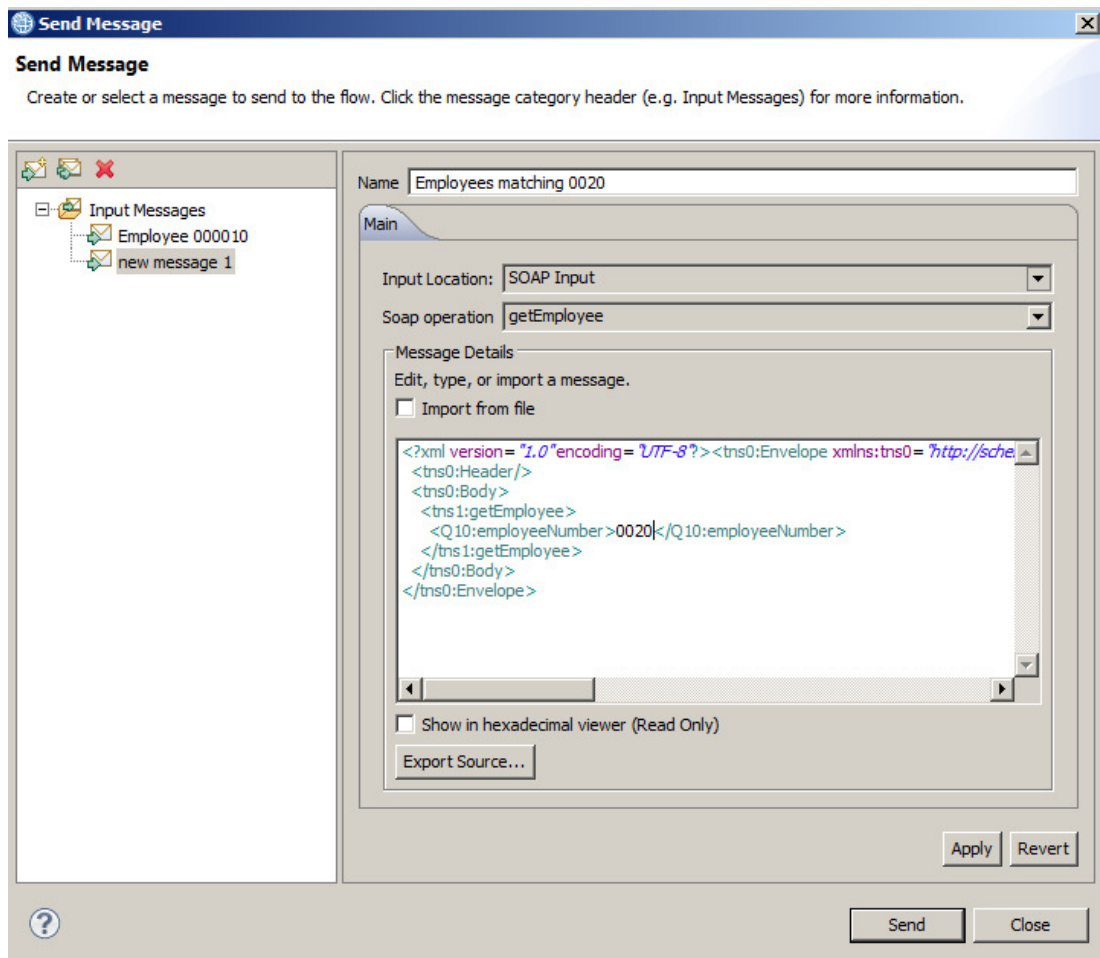 Send Message
Send Message
Create or select a message to send to the flow. Click the message category header (e.g. Input Messages) for more information.
Input Messages
Employee 000010
new message 1
Name Employees matching 0020
Main
Input Location: SOAP Input
Soap operation getEmployee
Message Details
Edit, type, or import a message.
Import from file
<?xml version="1.0"encoding="UTF-8"?><tns0:Envelope xmlns:tns0="http://sche
<tns0:Header/>
<tns0:Body>
<tns1:getEmployee>
<Q10:employeeNumber>0020</Q10:employeeNumber>
</tns1:getEmployee>
</tns0:Body>
</tns0:Envelope>
Show in hexadecimal viewer (Read Only)
Export Source...
Apply Revert
? Send Close